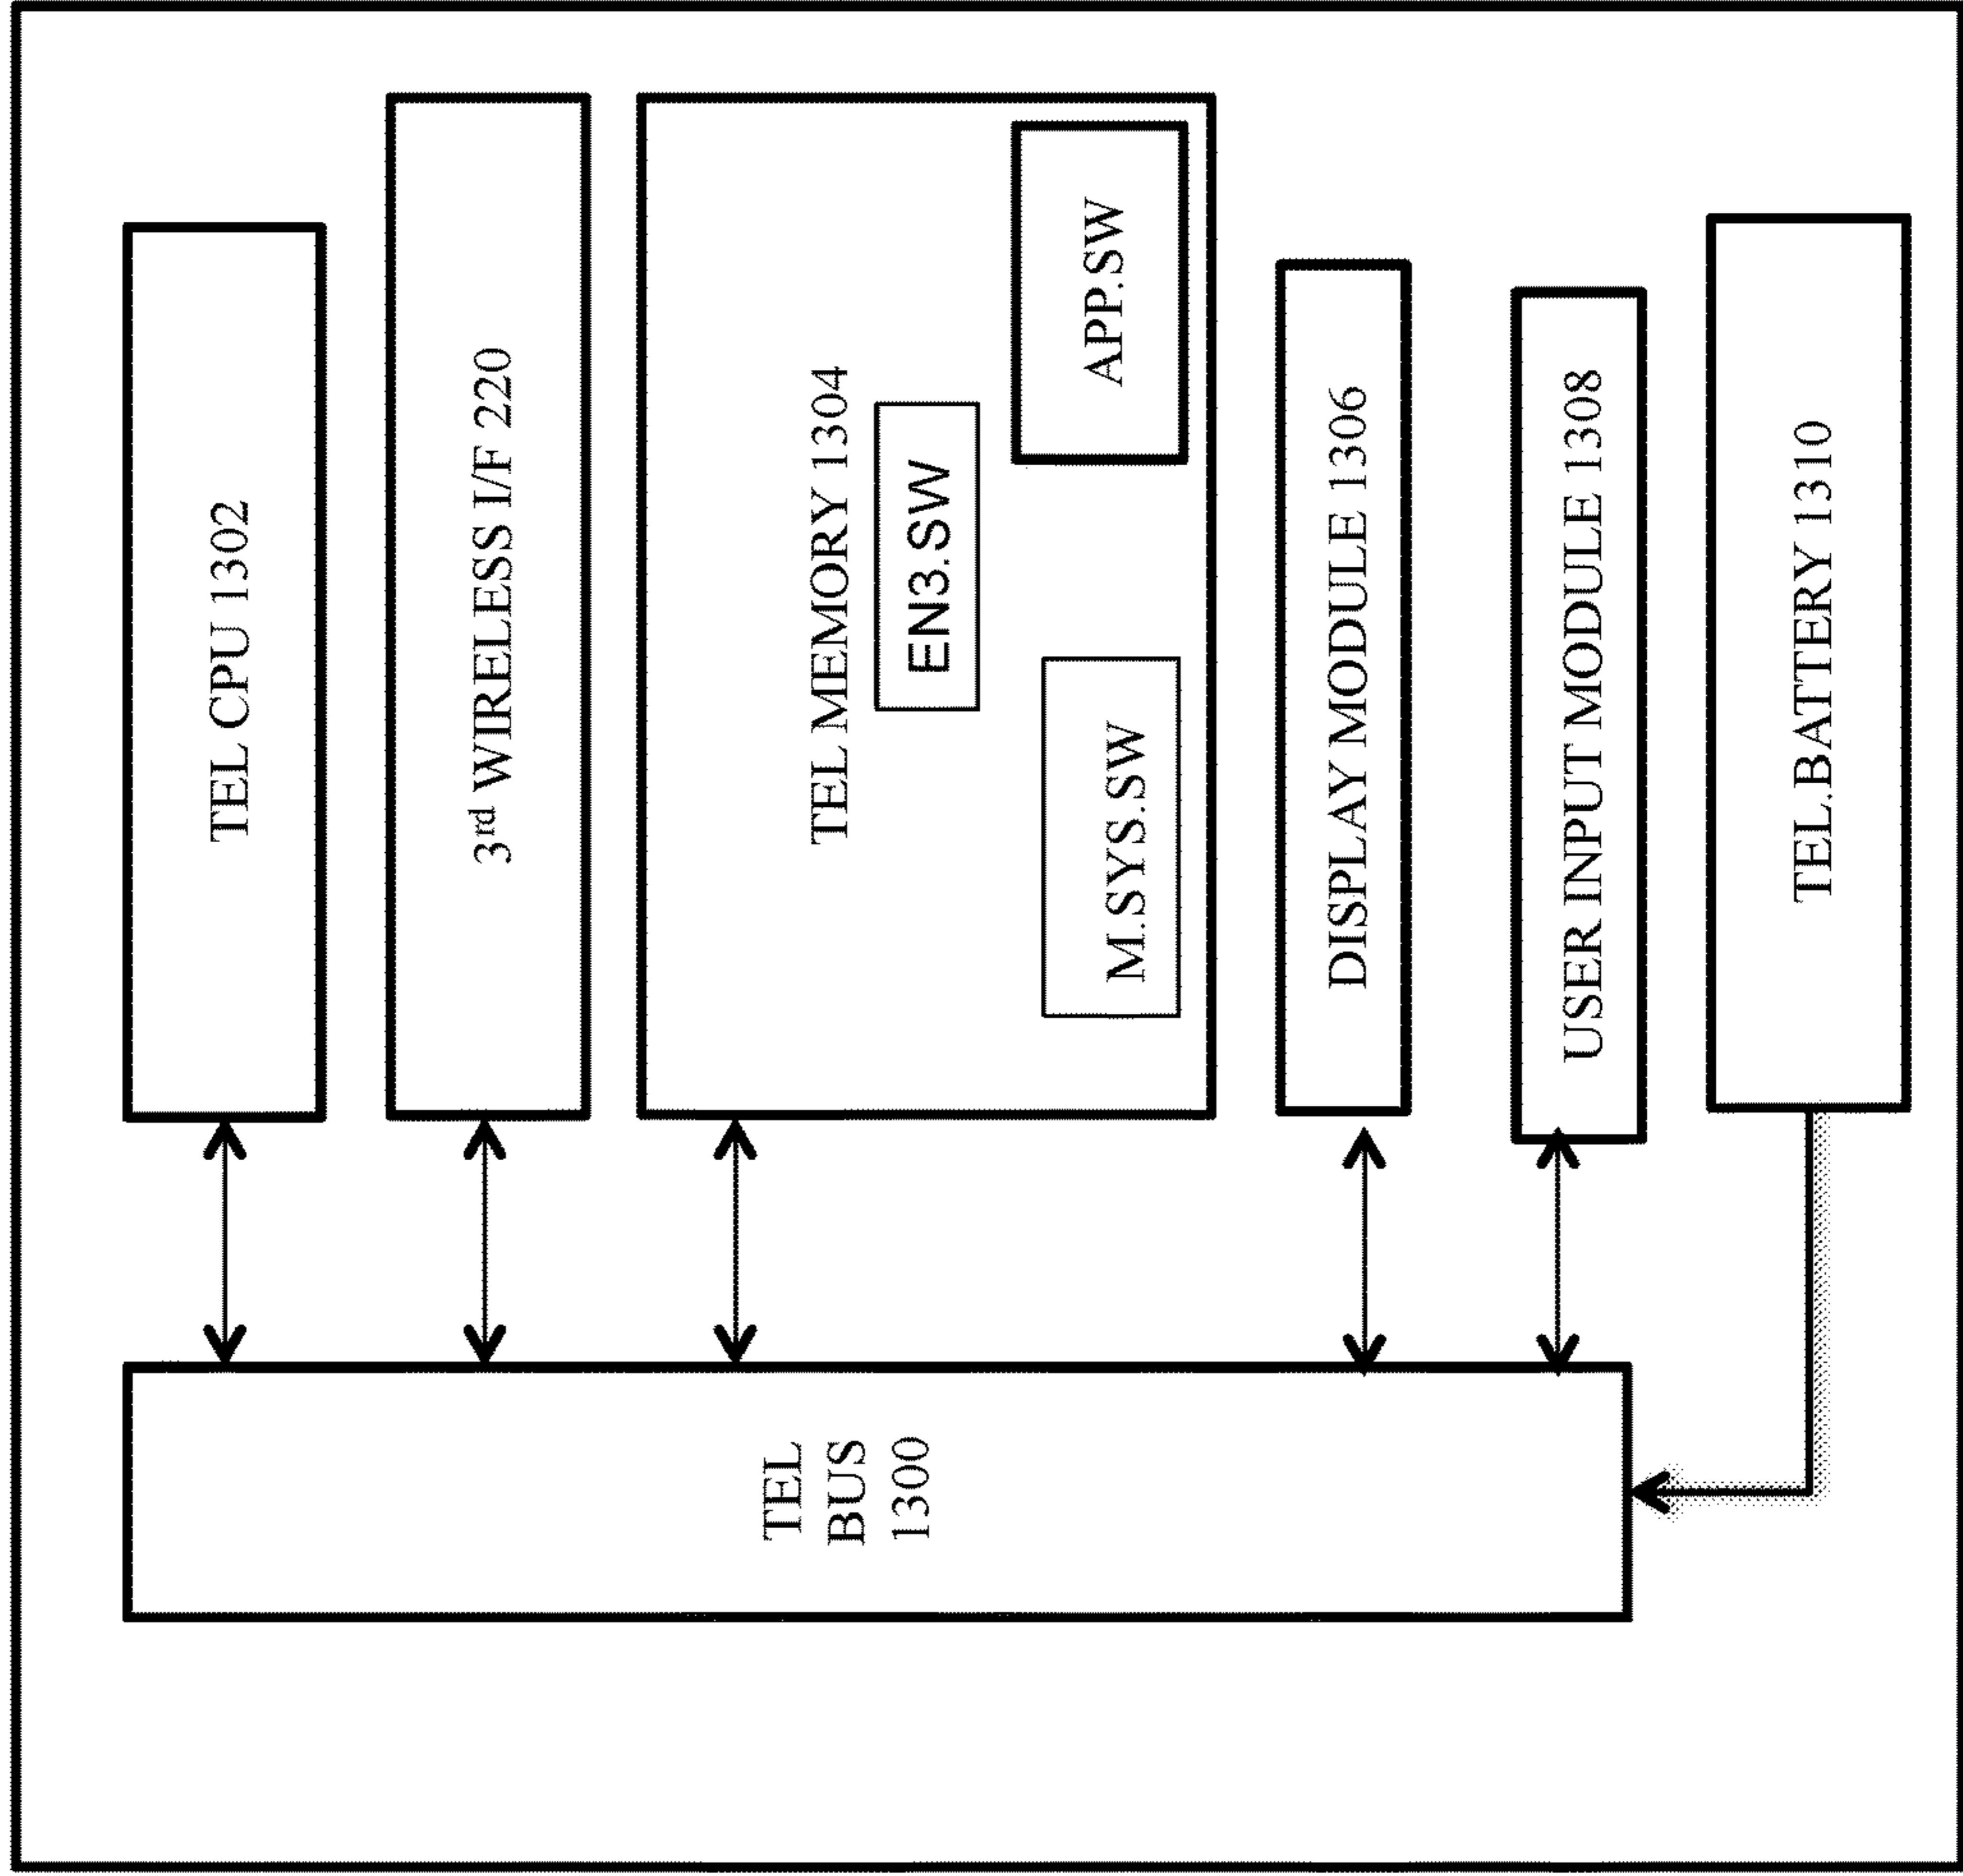 TEL CPU 1302
3rd WIRELESS I/F 220
TEL MEMORY 1304
EN3.SW
M.SYS.SW
APP.SW
DISPLAY MODULE 1306
USER INPUT MODULE 1308
TEL.BATTERY 1310
TEL
BUS
1300